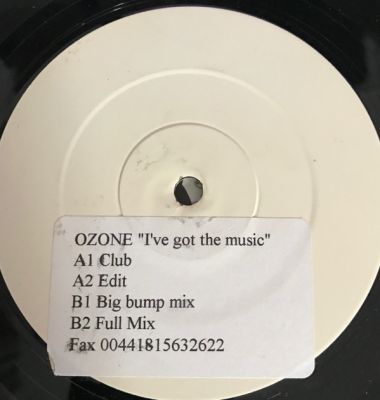 OZONE "I've got the music"
A1 Club
A2 Edit
B1 Big bump mix
B2 Full Mix
Fax 00441815632622